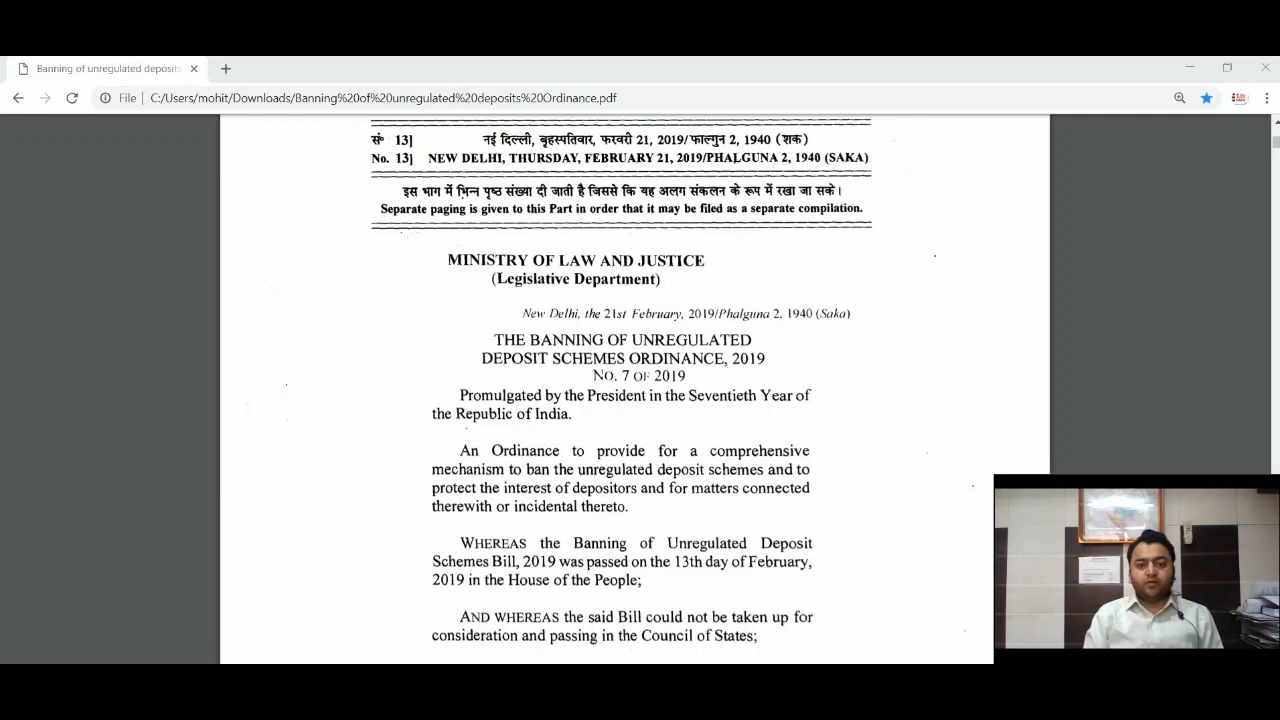 Banning of unregulated deposits
File | C:/Users/mohit/Downloads/Banning%20of%20unregulated%20deposits%20Ordinance.pdf
सं॰ 13]
नई दिल्ली, बृहस्पतिवार, फरवरी 21, 2019/फाल्गुन 2, 1940 (शक)
No. 13]
NEW DELHI, THURSDAY, FEBRUARY 21, 2019/PHALGUNA 2, 1940 (SAKA)
इस भाग में भिन्न पृष्ठ संख्या दी जाती है जिससे कि यह अलग संकलन के रूप में रखा जा सके।
Separate paging is given to this Part in order that it may be filed as a separate compilation.
MINISTRY OF LAW AND JUSTICE
(Legislative Department)
New Delhi, the 21st February, 2019/Phalguna 2, 1940 (Saka)
THE BANNING OF UNREGULATED
DEPOSIT SCHEMES ORDINANCE, 2019
NO. 7 OF 2019
Promulgated by the President in the Seventieth Year of
the Republic of India.
An Ordinance to provide for a comprehensive
mechanism to ban the unregulated deposit schemes and to
protect the interest of depositors and for matters connected
therewith or incidental thereto.
WHEREAS the Banning of Unregulated Deposit
Schemes Bill, 2019 was passed on the 13th day of February,
2019 in the House of the People;
AND WHEREAS the said Bill could not be taken up for
consideration and passing in the Council of States;